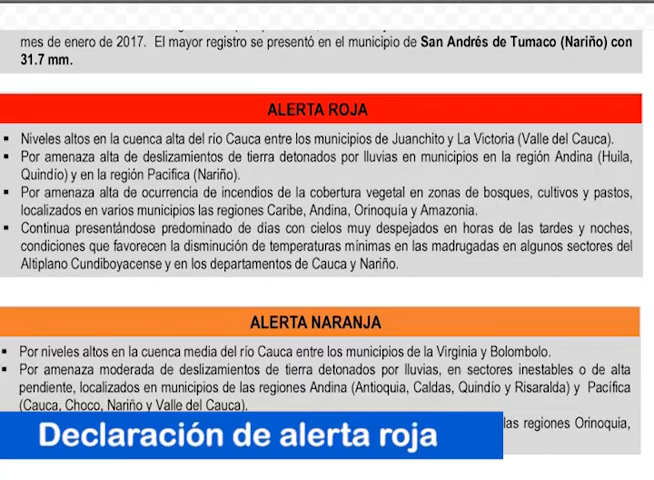 mes de enero de 2017. El mayor registro se presentó en el municipio de San Andrés de Tumaco (Nariño) con
31.7 mm.
ALERTA ROJA
▪ Niveles altos en la cuenca alta del río Cauca entre los municipios de Juanchito y La Victoria (Valle del Cauca).
▪ Por amenaza alta de deslizamientos de tierra detonados por lluvias en municipios en la región Andina (Huila,
Quindío) y en la región Pacifica (Nariño).
▪ Por amenaza alta de ocurrencia de incendios de la cobertura vegetal en zonas de bosques, cultivos y pastos,
localizados en varios municipios las regiones Caribe, Andina, Orinoquía y Amazonia.
▪ Continua presentándose predominado de días con cielos muy despejados en horas de las tardes y noches,
condiciones que favorecen la disminución de temperaturas mínimas en las madrugadas en algunos sectores del
Altiplano Cundiboyacense y en los departamentos de Cauca y Nariño.
ALERTA NARANJA
▪ Por niveles altos en la cuenca media del río Cauca entre los municipios de la Virginia y Bolombolo.
▪ Por amenaza moderada de deslizamientos de tierra detonados por lluvias, en sectores inestables o de alta
pendiente, localizados en municipios de las regiones Andina (Antioquia, Caldas, Quindío y Risaralda) y Pacífica
(Cauca, Choco, Nariño y Valle del Cauca).
las regiones Orinoquia,
Declaración de alerta roja